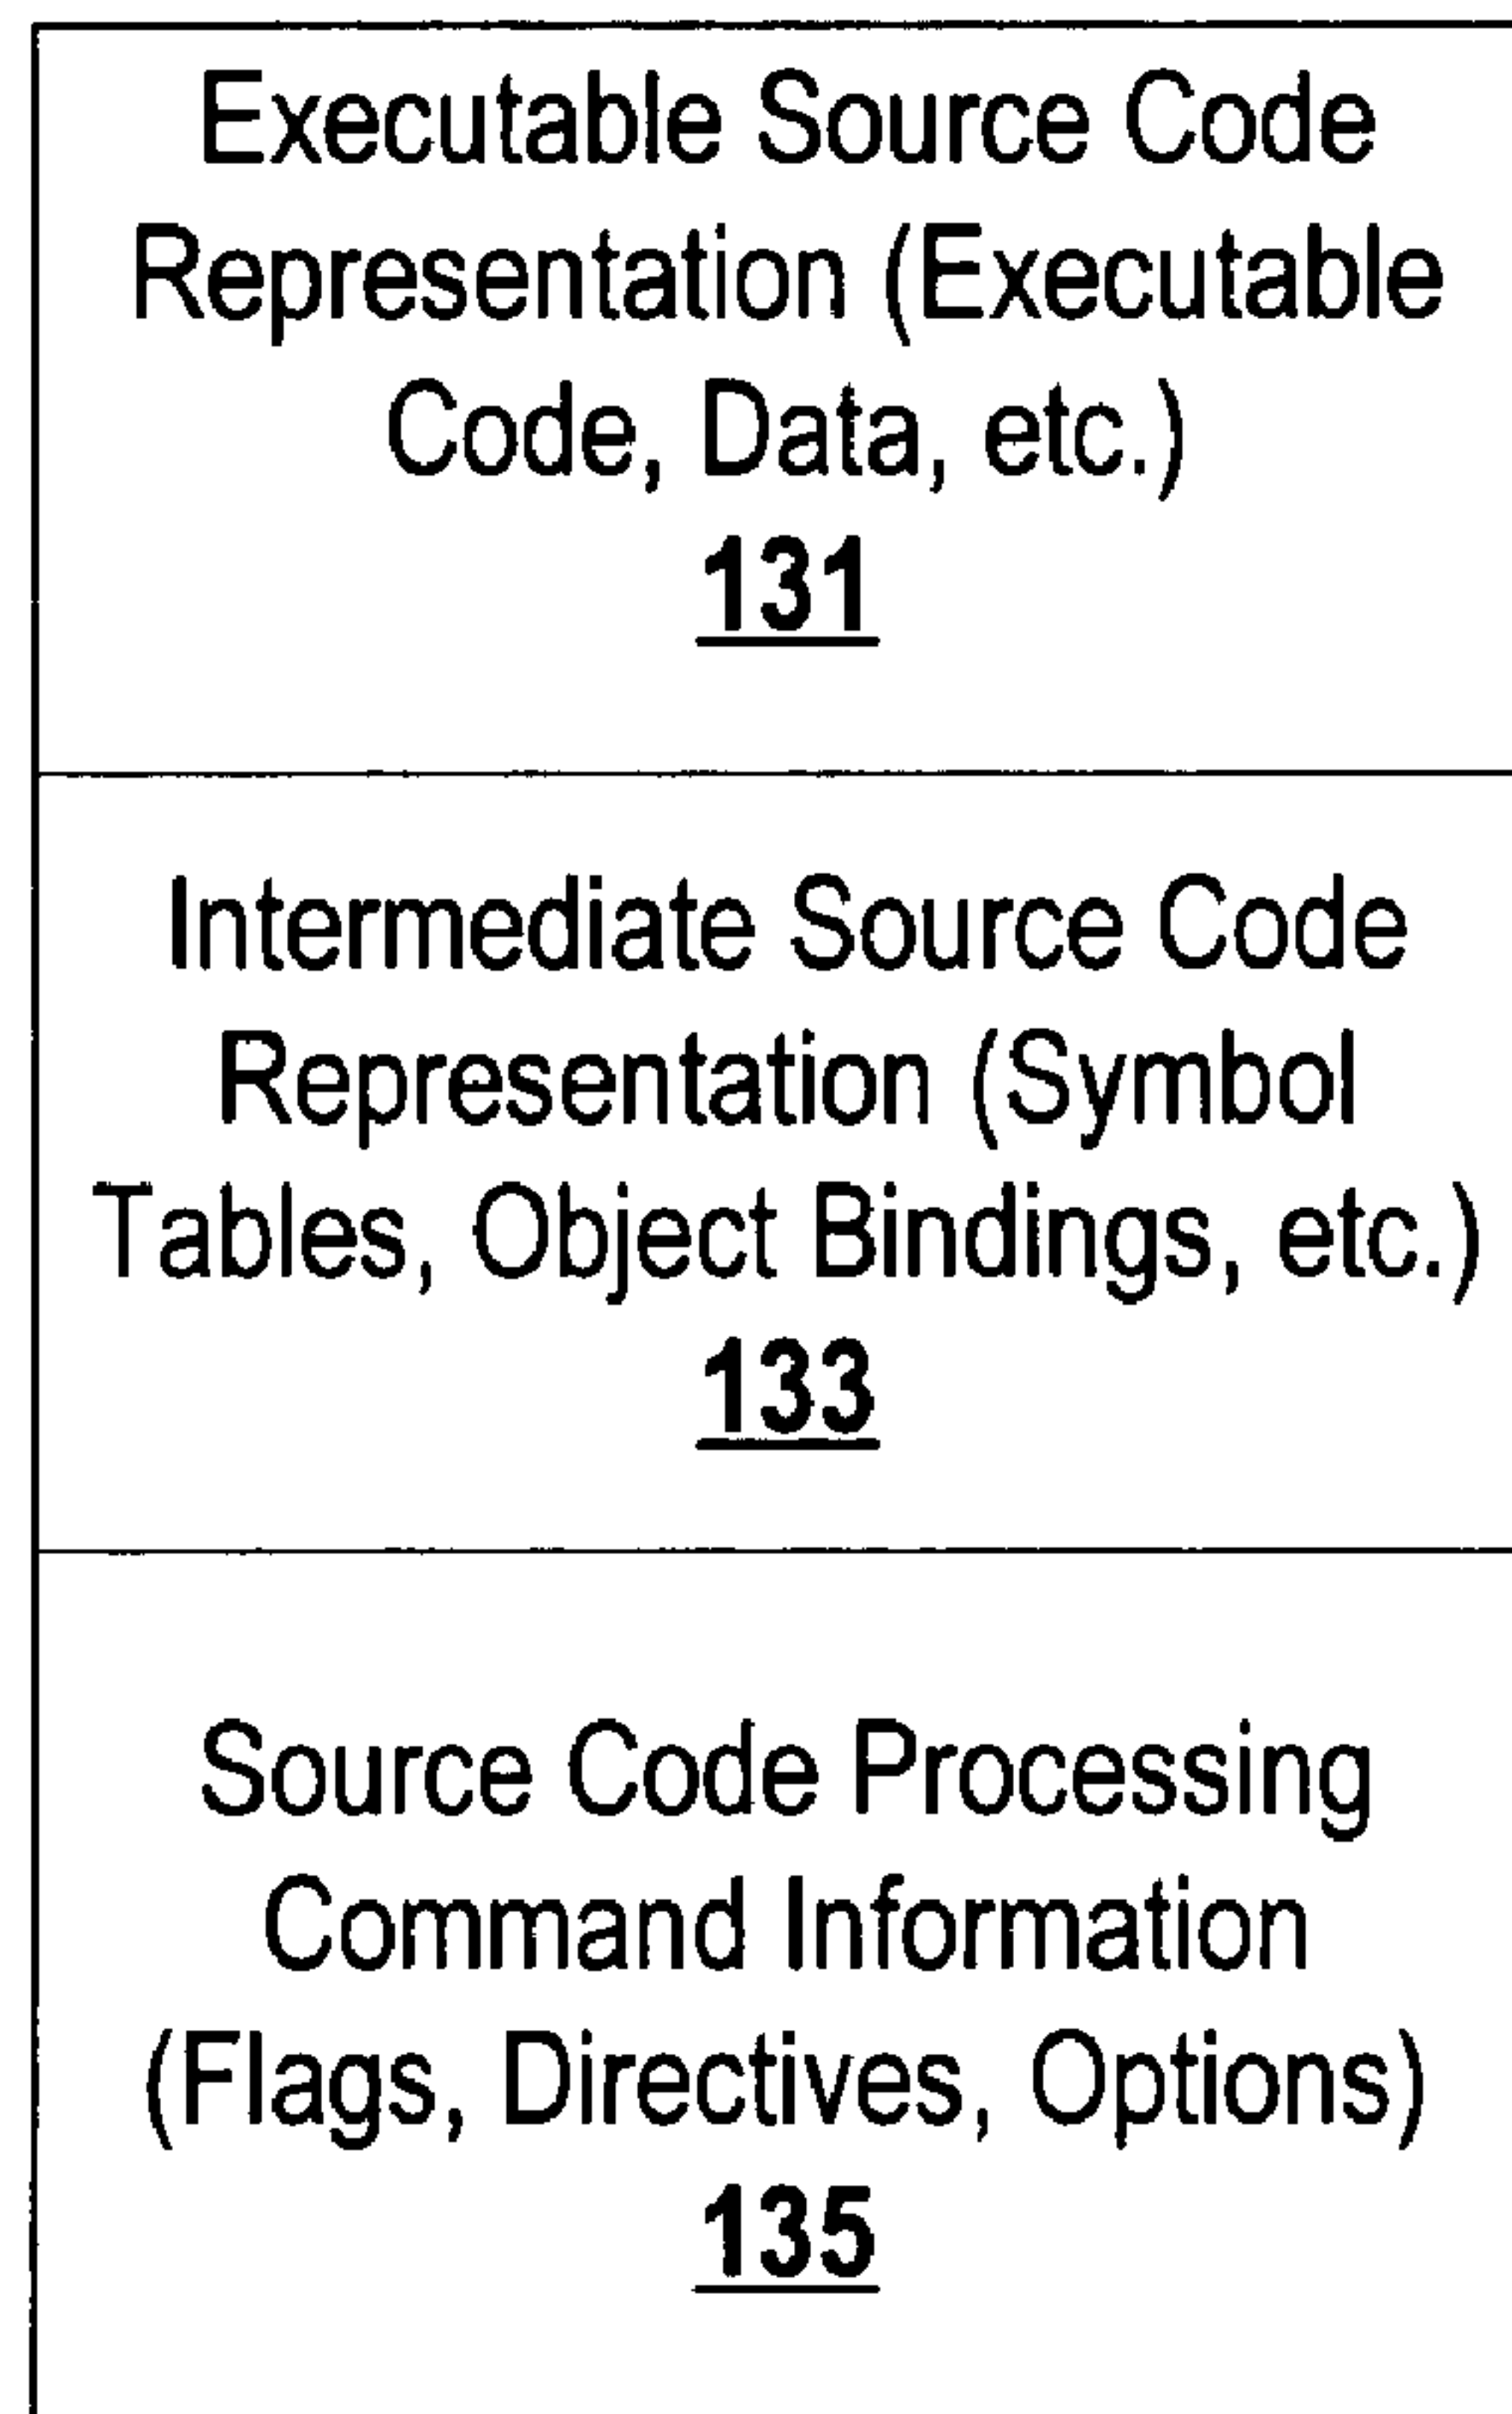 Executable Source Code
Representation (Executable
Code, Data, etc.)
131
Intermediate Source Code
Representation (Symbol
Tables, Object Bindings, etc.)
133
Source Code Processing
Command Information
(Flags, Directives, Options)
135